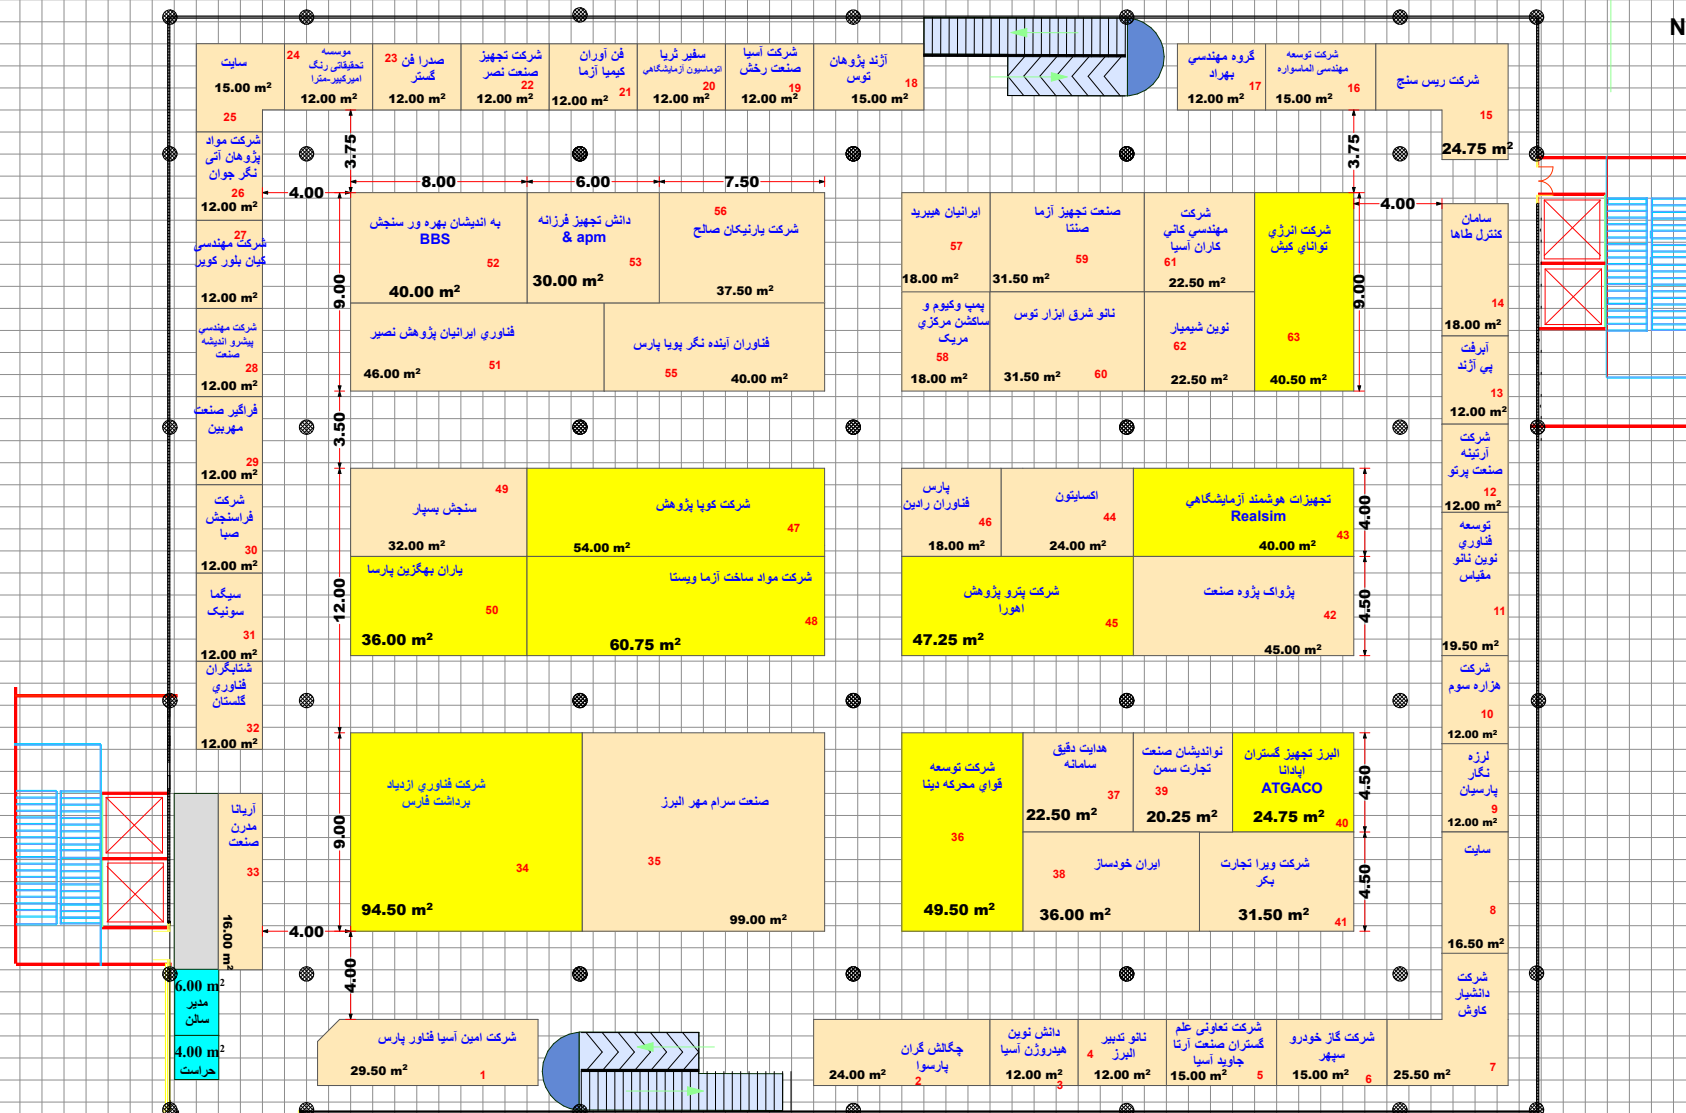 N
24
موسسه
تحقیقاتی رنگ
امیرکبیر-مترا
12.00 m²
23
صدرا فن
گستر
12.00 m²
شرکت تجهیز
صنعت نصر
22
12.00 m²
فن آوران
کیمیا آزما
21
12.00 m²
سفیر ثریا
اتوماسیون آزمایشگاهی
20
12.00 m²
شرکت آسیا
صنعت رخش
19
12.00 m²
آژند پژوهان
توس
18
15.00 m²
گروه مهندسي
بهراد
17
12.00 m²
شرکت توسعه
مهندسی الماسواره
16
15.00 m²
شرکت ریس سنج
15
24.75 m²
سایت
15.00 m²
25
شرکت مواد
پژوهان آتی
نگر جوان
26
12.00 m²
27
شرکت مهندسی
کیان بلور کویر
12.00 m²
شرکت مهندسي
پیشرو اندیشه
صنعت
28
12.00 m²
فراگیر صنعت
مهربین
29
12.00 m²
شرکت
فراسنجش
صبا
30
12.00 m²
سیگما
سونیک
31
12.00 m²
شتابگران
فناوري
گلستان
32
12.00 m²
آریانا
مدرن
صنعت
33
16.00 m²
6.00 m²
مدیر
سالن
4.00 m²
حراست
3.75
8.00
6.00
7.50
4.00
9.00
3.50
12.00
9.00
4.00
4.00
به اندیشان بهره ور سنجش
BBS
52
40.00 m²
دانش تجهیز فرزانه
& apm
53
30.00 m²
56
شرکت یارنیکان صالح
37.50 m²
فناوري ایرانیان پژوهش نصیر
51
46.00 m²
فناوران آینده نگر پویا پارس
55
40.00 m²
ایرانیان هیبرید
57
18.00 m²
صنعت تجهیز آزما
صنتا
59
31.50 m²
شرکت
مهندسي کاني
کاران آسیا
61
22.50 m²
شرکت انرژي
تواناي کیش
63
40.50 m²
پمپ وکیوم و
ساکشن مرکزي
مریک
58
18.00 m²
نانو شرق ابزار توس
60
31.50 m²
نوین شیمیار
62
22.50 m²
3.75
4.00
9.00
سامان
کنترل طاها
14
18.00 m²
آبرفت
پي آژند
13
12.00 m²
شرکت
آرتینه
صنعت پرتو
12
12.00 m²
توسعه
فناوري
نوین نانو
مقیاس
11
19.50 m²
شرکت
هزاره سوم
10
12.00 m²
لرزه
نگار
پارسیان
9
12.00 m²
سایت
8
16.50 m²
شرکت
دانشیار
کاوش
7
25.50 m²
49
سنجش بسپار
32.00 m²
شرکت کوپا پژوهش
47
54.00 m²
یاران بهگزین پارسا
50
36.00 m²
شرکت مواد ساخت آزما ویستا
48
60.75 m²
پارس
فناوران رادین
46
18.00 m²
اکسایتون
44
24.00 m²
تجهیزات هوشمند آزمایشگاهي
Realsim
43
40.00 m²
شرکت پترو پژوهش
اهورا
45
47.25 m²
پژواک پژوه صنعت
42
45.00 m²
4.00
4.50
شرکت فناوري ازدیاد
برداشت فارس
34
94.50 m²
صنعت سرام مهر البرز
35
99.00 m²
شرکت توسعه
قواي محرکه دینا
36
49.50 m²
هدایت دقیق
سامانه
37
22.50 m²
نواندیشان صنعت
تجارت سمن
39
20.25 m²
البرز تجهیز گستران
اپادانا
ATGACO
24.75 m²
40
ایران خودساز
38
36.00 m²
شرکت ویرا تجارت
بکر
31.50 m²
41
4.50
4.50
شرکت امین آسیا فناور پارس
29.50 m²
1
چگالش گران
پارسوا
24.00 m²
2
دانش نوین
هیدروژن آسیا
12.00 m²
3
نانو تدبیر
البرز
4
12.00 m²
شرکت تعاونی علم
گستران صنعت آرتا
جاوید آسیا
15.00 m²
5
شرکت گاز خودرو
سپهر
15.00 m²
6